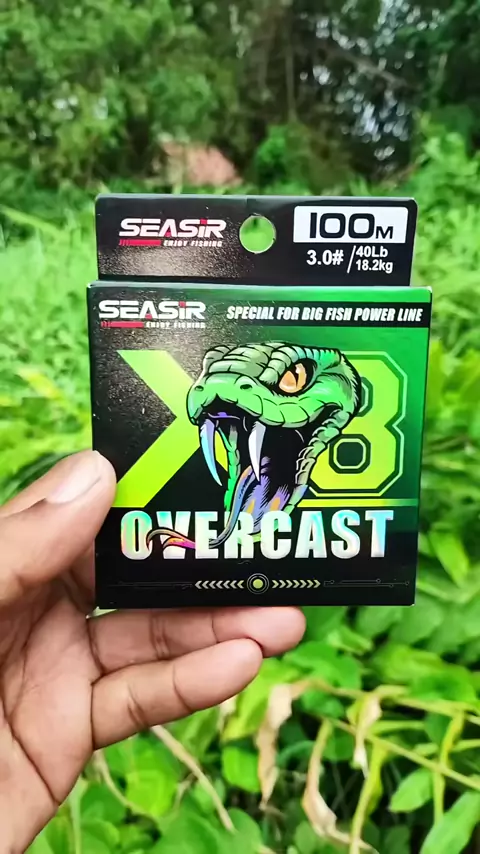 SEASiR
ENJOY FISHING
100M
3.0# / 40Lb
18.2kg
SEASiR
ENJOY FISHING
SPECIAL FOR BIG FISH POWER LINE
X8
OVERCAST